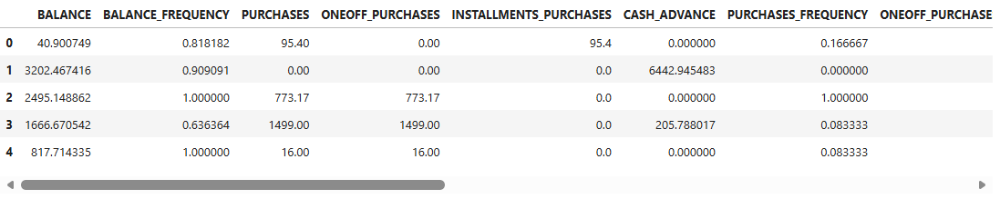 BALANCE BALANCE_FREQUENCY PURCHASES ONEOFF_PURCHASES INSTALLMENTS_PURCHASES CASH_ADVANCE PURCHASES_FREQUENCY ONEOFF_PURCHASE
0 40.900749 0.818182 95.40 0.00 95.4 0.000000 0.166667
1 3202.467416 0.909091 0.00 0.00 0.0 6442.945483 0.000000
2 2495.148862 1.000000 773.17 773.17 0.0 0.000000 1.000000
3 1666.670542 0.636364 1499.00 1499.00 0.0 205.788017 0.083333
4 817.714335 1.000000 16.00 16.00 0.0 0.000000 0.083333